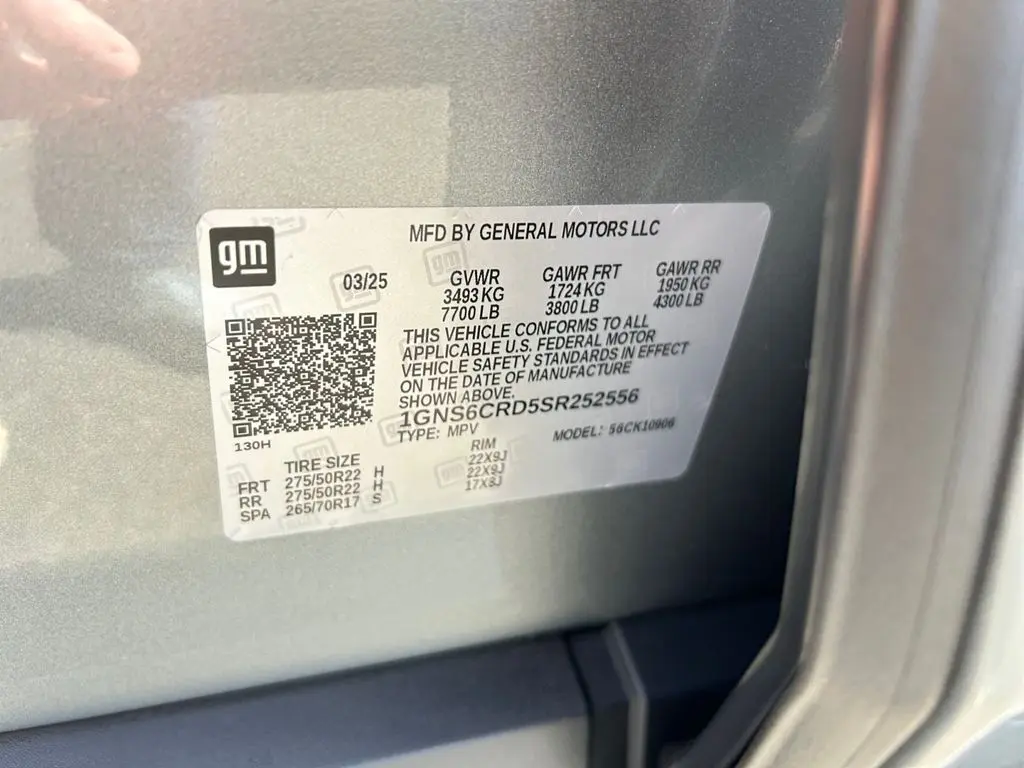 gm
MFD BY GENERAL MOTORS LLC
03/25 GVWR GAWR FRT GAWR RR
3493 KG 1724 KG 1950 KG
7700 LB 3800 LB 4300 LB
THIS VEHICLE CONFORMS TO ALL
APPLICABLE U.S. FEDERAL MOTOR
VEHICLE SAFETY STANDARDS IN EFFECT
ON THE DATE OF MANUFACTURE
SHOWN ABOVE.
1GNS6CRD5SR252556
130H TYPE: MPV MODEL: 56CK10906
TIRE SIZE RIM
FRT 275/50R22 H 22X9J
RR 275/50R22 H 22X9J
SPA 265/70R17 S 17X8J